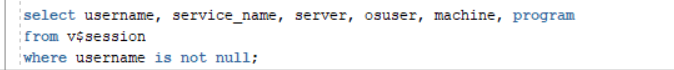 select username, service_name, server, osuser, machine, program
from v$session
where username is not null;